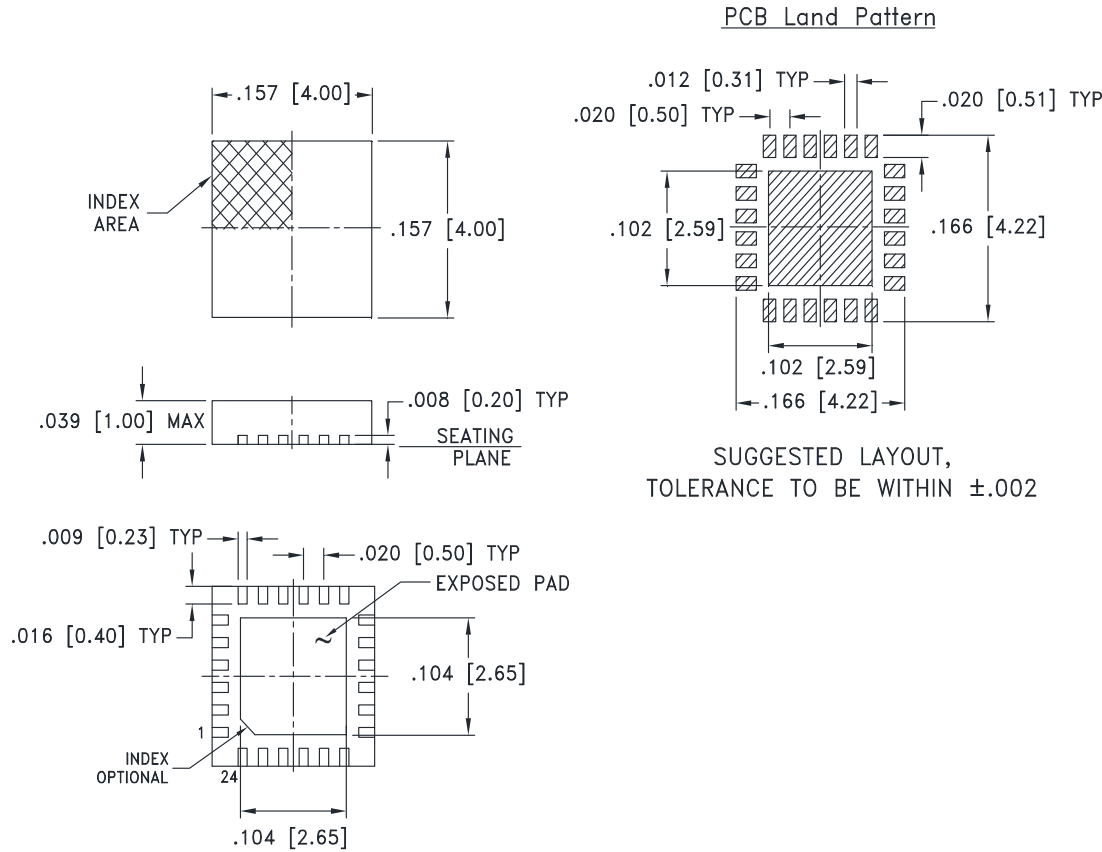 PCB Land Pattern
.157 [4.00]
INDEX
AREA
.157 [4.00]
.012 [0.31] TYP
.020 [0.50] TYP
.020 [0.51] TYP
.102 [2.59]
.166 [4.22]
.102 [2.59]
.166 [4.22]
SUGGESTED LAYOUT,
TOLERANCE TO BE WITHIN ±.002
.039 [1.00] MAX
.008 [0.20] TYP
SEATING
PLANE
.009 [0.23] TYP
.020 [0.50] TYP
EXPOSED PAD
.016 [0.40] TYP
.104 [2.65]
1
INDEX
OPTIONAL
24
.104 [2.65]